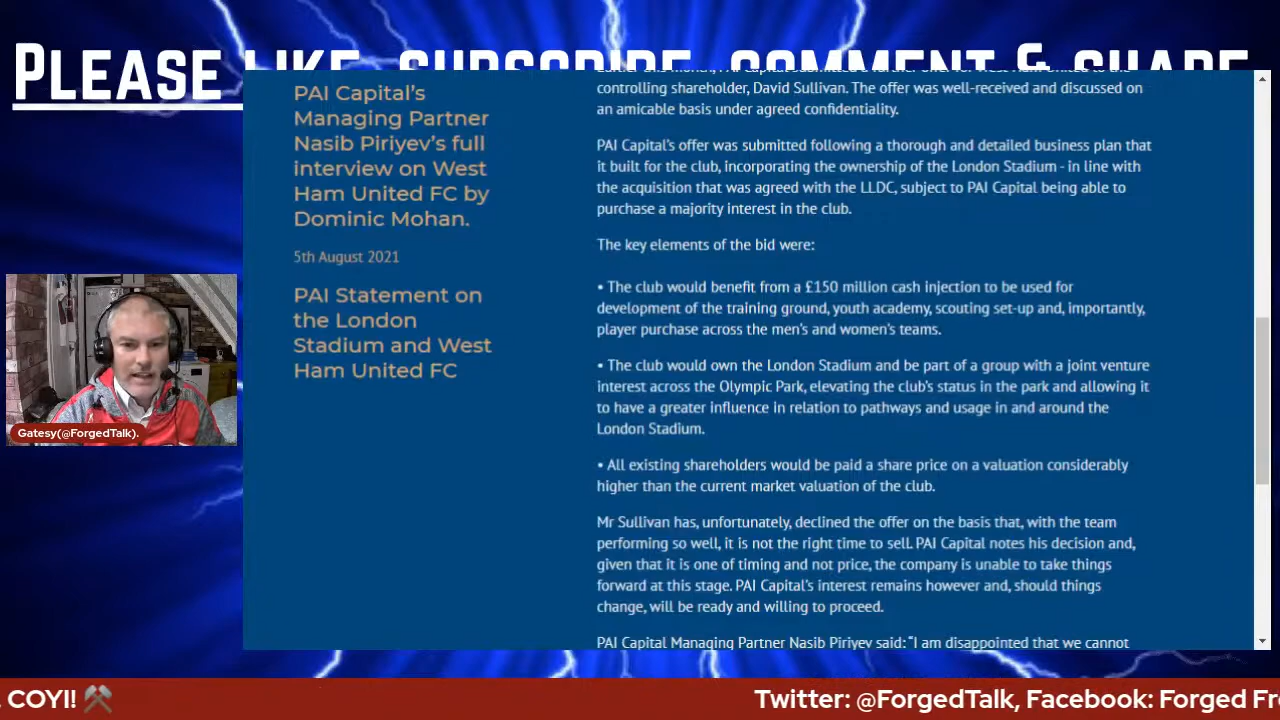 PLEASE LIKE, SUBSCRIBE, COMMENT & SHARE
PAI Capital's
Managing Partner
Nasib Piriyev's full
interview on West
Ham United FC by
Dominic Mohan.
5th August 2021
PAI Statement on
the London
Stadium and West
Ham United FC
controlling shareholder, David Sullivan. The offer was well-received and discussed on
an amicable basis under agreed confidentiality.
PAI Capital's offer was submitted following a thorough and detailed business plan that
it built for the club, incorporating the ownership of the London Stadium - in line with
the acquisition that was agreed with the LLDC, subject to PAI Capital being able to
purchase a majority interest in the club.
The key elements of the bid were:
• The club would benefit from a £150 million cash injection to be used for
development of the training ground, youth academy, scouting set-up and, importantly,
player purchase across the men's and women's teams.
• The club would own the London Stadium and be part of a group with a joint venture
interest across the Olympic Park, elevating the club's status in the park and allowing it
to have a greater influence in relation to pathways and usage in and around the
London Stadium.
• All existing shareholders would be paid a share price on a valuation considerably
higher than the current market valuation of the club.
Mr Sullivan has, unfortunately, declined the offer on the basis that, with the team
performing so well, it is not the right time to sell. PAI Capital notes his decision and,
given that it is one of timing and not price, the company is unable to take things
forward at this stage. PAI Capital's interest remains however and, should things
change, will be ready and willing to proceed.
PAI Capital Managing Partner Nasib Piriyev said: "I am disappointed that we cannot
Gatesy(@ForgedTalk).
. COYI! ⚒ Twitter: @ForgedTalk, Facebook: Forged Fr